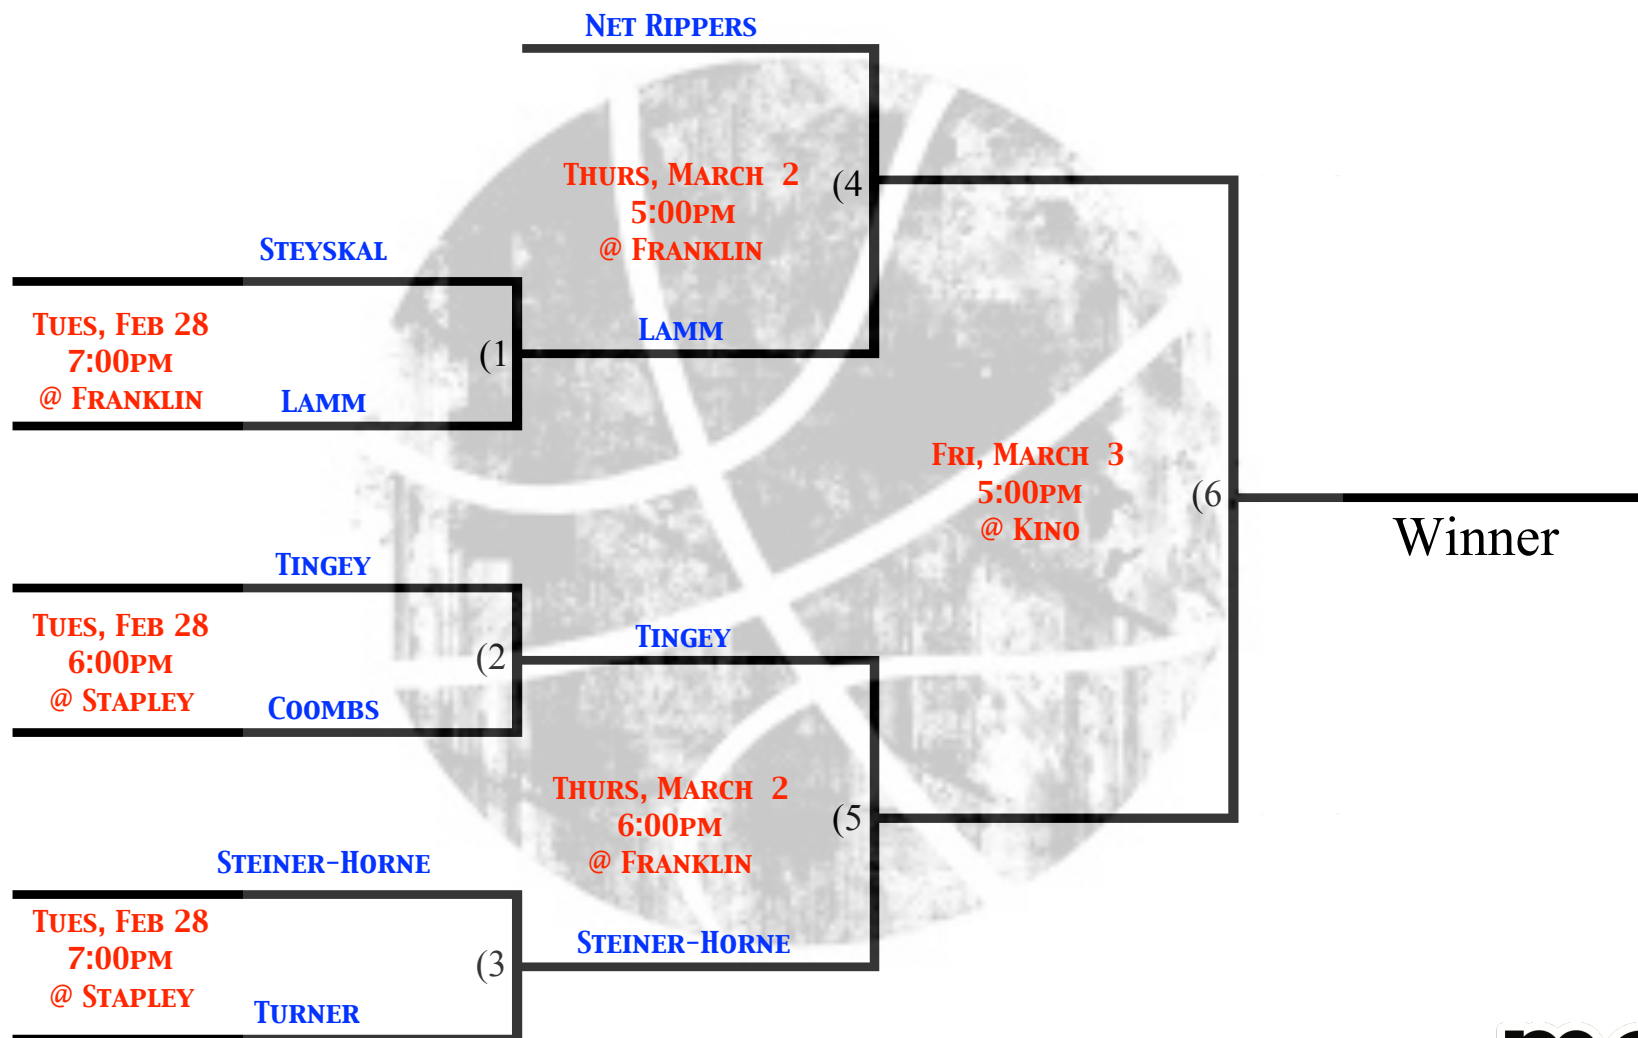 Net Rippers
Thurs, March 2
5:00pm
@ Franklin
(4
Steyskal
Tues, Feb 28
7:00pm
@ Franklin
(1
Lamm
Lamm
Fri, March 3
5:00pm
@ Kino
(6
Winner
Tingey
Tues, Feb 28
6:00pm
@ Stapley
(2
Tingey
Coombs
Thurs, March 2
6:00pm
@ Franklin
(5
Steiner-Horne
Tues, Feb 28
7:00pm
@ Stapley
(3
Steiner-Horne
Turner